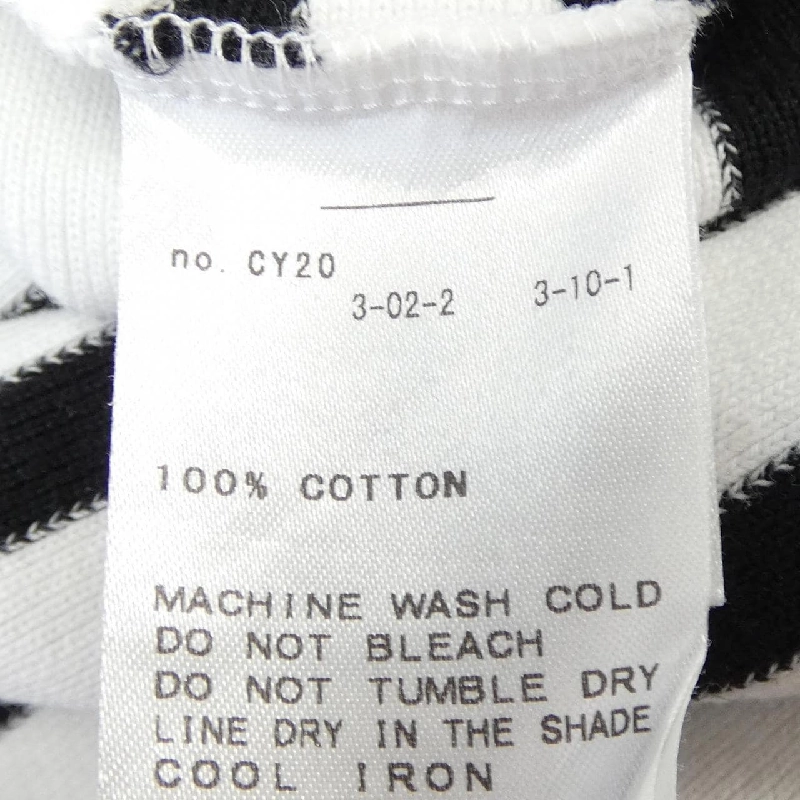 no. CY20
3-02-2 3-10-1
100% COTTON
MACHINE WASH COLD
DO NOT BLEACH
DO NOT TUMBLE DRY
LINE DRY IN THE SHADE
COOL IRON